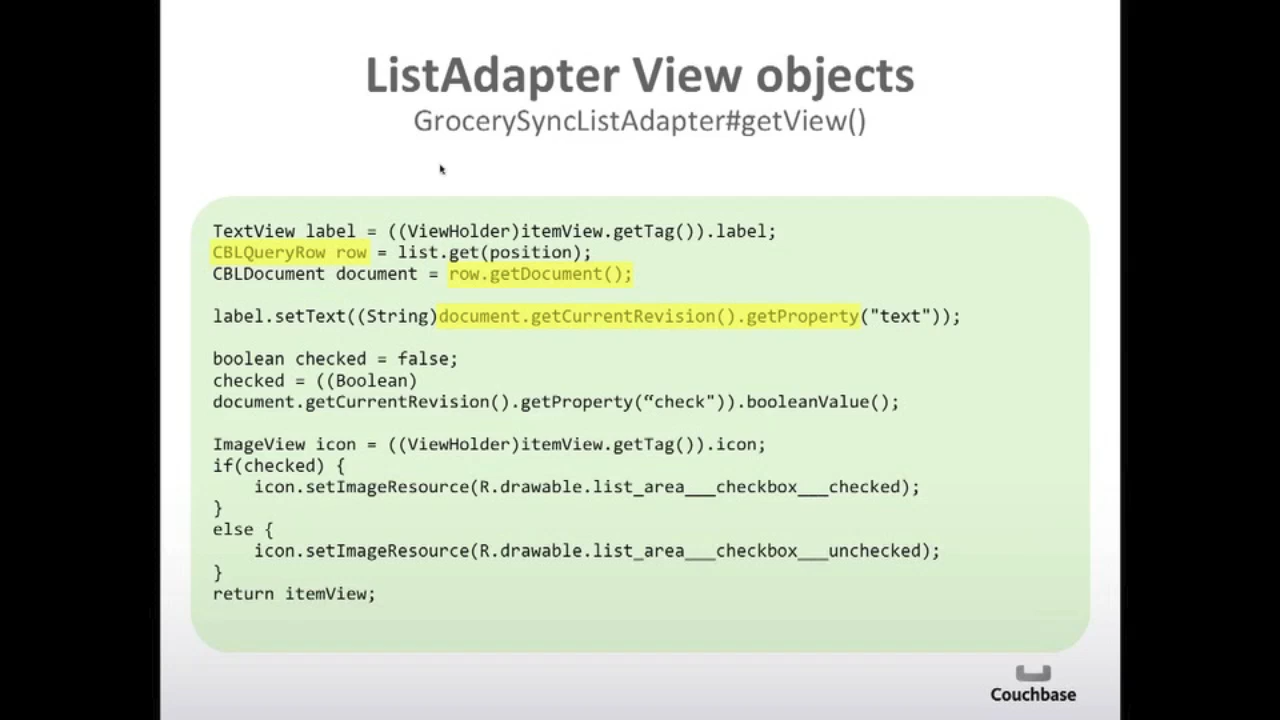 ListAdapter View objects
GrocerySyncListAdapter#getView()
TextView label = ((ViewHolder)itemView.getTag()).label;
CBLQueryRow row = list.get(position);
CBLDocument document = row.getDocument();
label.setText((String)document.getCurrentRevision().getProperty("text"));
boolean checked = false;
checked = ((Boolean)
document.getCurrentRevision().getProperty(“check")).booleanValue();
ImageView icon = ((ViewHolder)itemView.getTag()).icon;
if(checked) {
    icon.setImageResource(R.drawable.list_area___checkbox___checked);
}
else {
    icon.setImageResource(R.drawable.list_area___checkbox___unchecked);
}
return itemView;
Couchbase